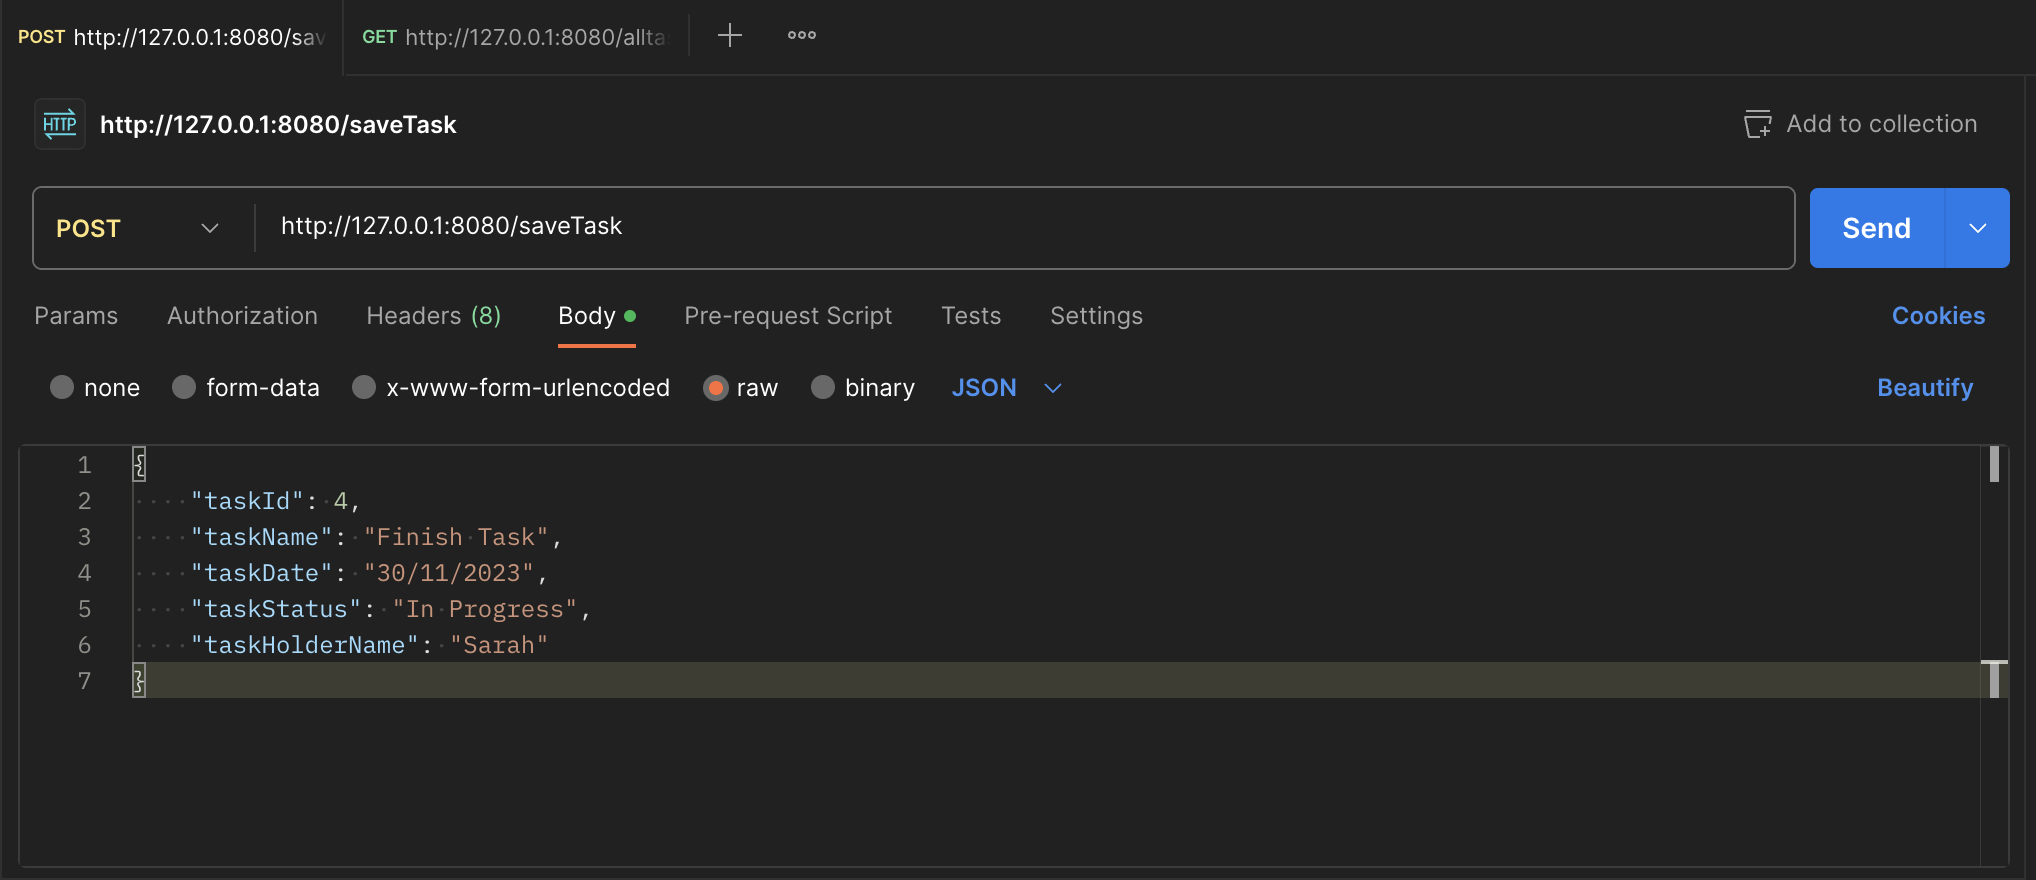 POST http://127.0.0.1:8080/sav
GET http://127.0.0.1:8080/allta
HTTP http://127.0.0.1:8080/saveTask
Add to collection
POST http://127.0.0.1:8080/saveTask
Send
Params Authorization Headers (8) Body Pre-request Script Tests Settings Cookies
none form-data x-www-form-urlencoded raw binary JSON Beautify
1 {
2 "taskId": 4,
3 "taskName": "Finish Task",
4 "taskDate": "30/11/2023",
5 "taskStatus": "In Progress",
6 "taskHolderName": "Sarah"
7 }